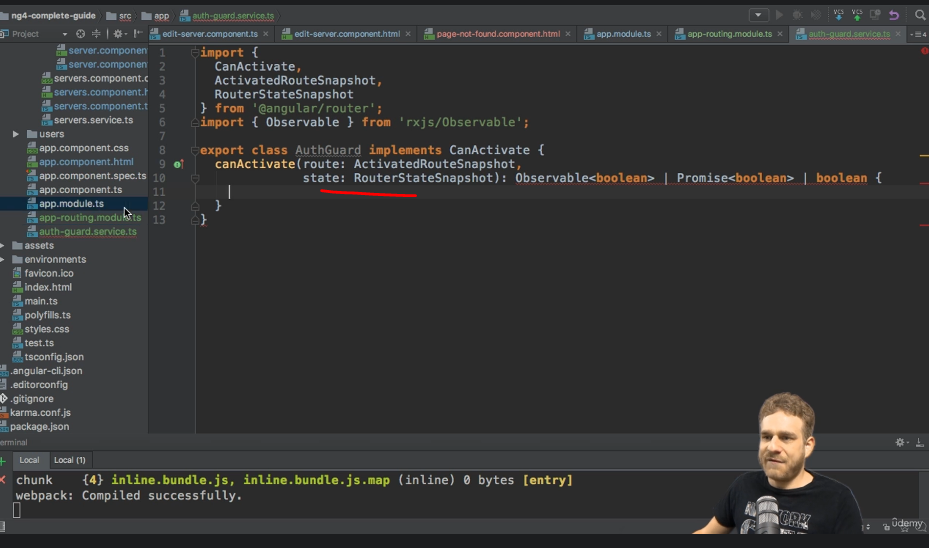 ng4-complete-guide src app auth-guard.service.ts
Project
edit-server.component.ts edit-server.component.html page-not-found.component.html app.module.ts app-routing.module.ts auth-guard.service.ts
server.componen
server.componen
servers.component.c
servers.component.h
servers.component.t
servers.service.ts
users
app.component.css
app.component.html
app.component.spec.ts
app.component.ts
app.module.ts
app-routing.module.ts
auth-guard.service.ts
assets
environments
favicon.ico
index.html
main.ts
polyfills.ts
styles.css
test.ts
tsconfig.json
.angular-cli.json
.editorconfig
.gitignore
karma.conf.js
package.json
1 import {
2 CanActivate,
3 ActivatedRouteSnapshot,
4 RouterStateSnapshot
5 } from '@angular/router';
6 import { Observable } from 'rxjs/Observable';
7
8 export class AuthGuard implements CanActivate {
9 canActivate(route: ActivatedRouteSnapshot,
10 state: RouterStateSnapshot): Observable<boolean> | Promise<boolean> | boolean {
11
12 }
13 }
erminal
Local Local (1)
chunk {4} inline.bundle.js, inline.bundle.js.map (inline) 0 bytes [entry]
webpack: Compiled successfully.
ûdemy